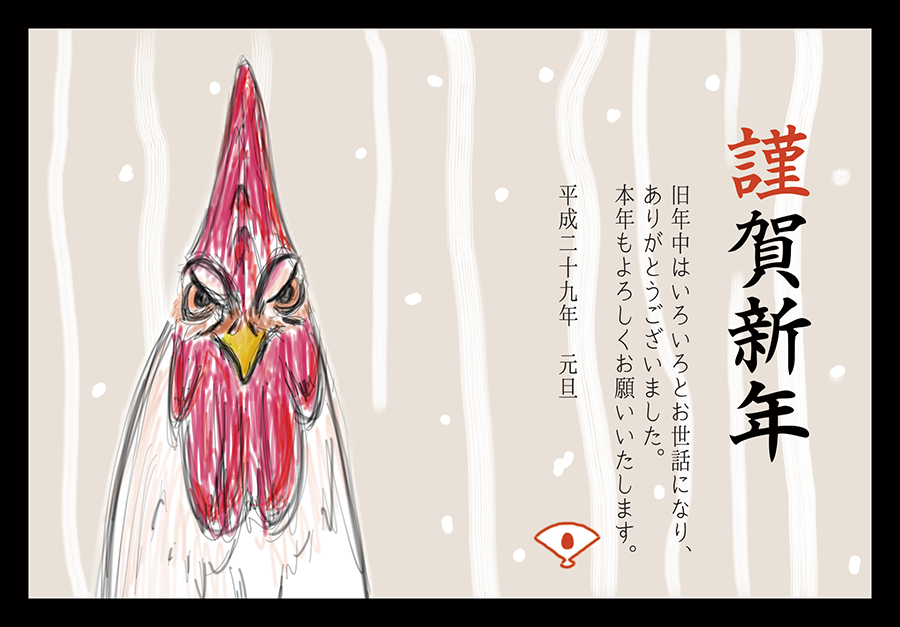 謹賀新年
旧年中はいろいろとお世話になり、
ありがとうございました。
本年もよろしくお願いいたします。
平成二十九年　元旦